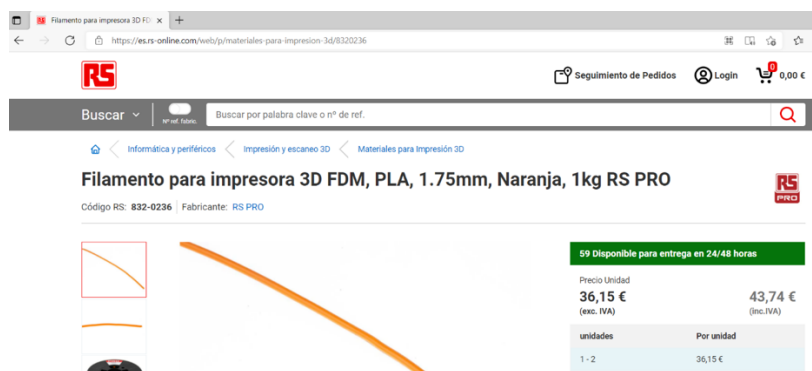 Filamento para impresora 3D FD
https://es.rs-online.com/web/p/materiales-para-impresion-3d/8320236
RS
Seguimiento de Pedidos
Login
0
0,00 €
Buscar
Nº ref. fabric.
Buscar por palabra clave o nº de ref.
Informática y periféricos
Impresión y escaneo 3D
Materiales para Impresión 3D
Filamento para impresora 3D FDM, PLA, 1.75mm, Naranja, 1kg RS PRO
RS
PRO
Código RS: 832-0236 Fabricante: RS PRO
59 Disponible para entrega en 24/48 horas
Precio Unidad
36,15 € 43,74 €
(exc. IVA) (inc.IVA)
unidades Por unidad
1 - 2 36,15 €